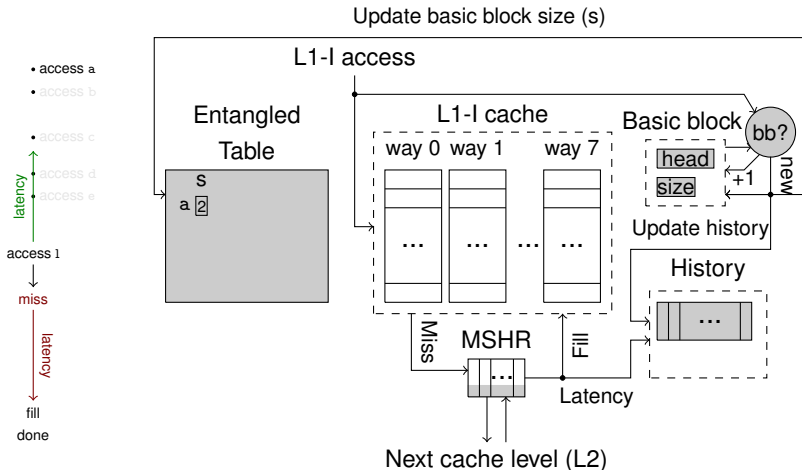 Update basic block size (s)
access a
access b
access c
access d
access e
latency
access l
miss
latency
fill
done
Entangled
Table
s
a 2
L1-I access
L1-I cache
way 0 way 1 way 7
... ... ... ...
Miss
Fill
MSHR
...
Latency
Next cache level (L2)
Basic block
head
size
bb?
+1
new
Update history
History
...